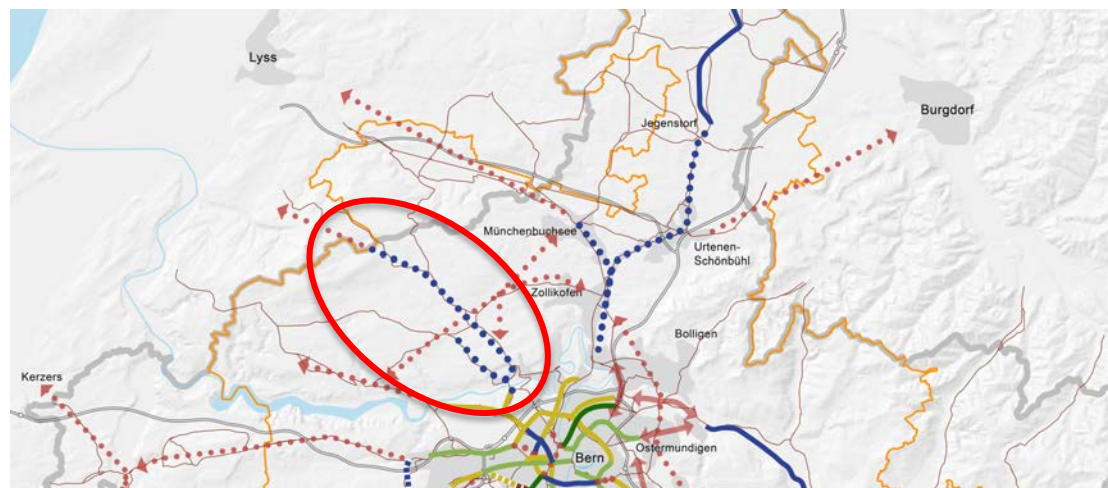 Lyss
Burgdorf
Jegenstorf
Münchenbuchsee
Urtenen-
Schönbühl
Zollikofen
Bolligen
Kerzers
Ostermundigen
Bern